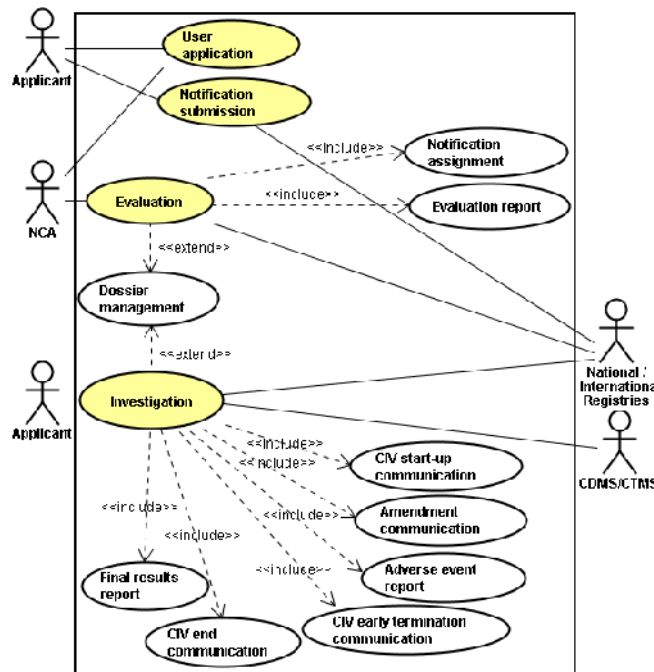 User
application
Applicant
Notification
submission
<<include>>
Notification
assignment
Evaluation
<<include>>
Evaluation report
NCA
<<extend>>
Dossier
management
<<extend>>
National /
International
Registries
Investigation
Applicant
<<include>>
CIV start-up
communication
<<include>>
CDMS/CTMS
<<include>>
<<include>>
<<include>>
Amendment
communication
Final results
report
<<include>>
Adverse event
report
CIV end
communication
CIV early termination
communication